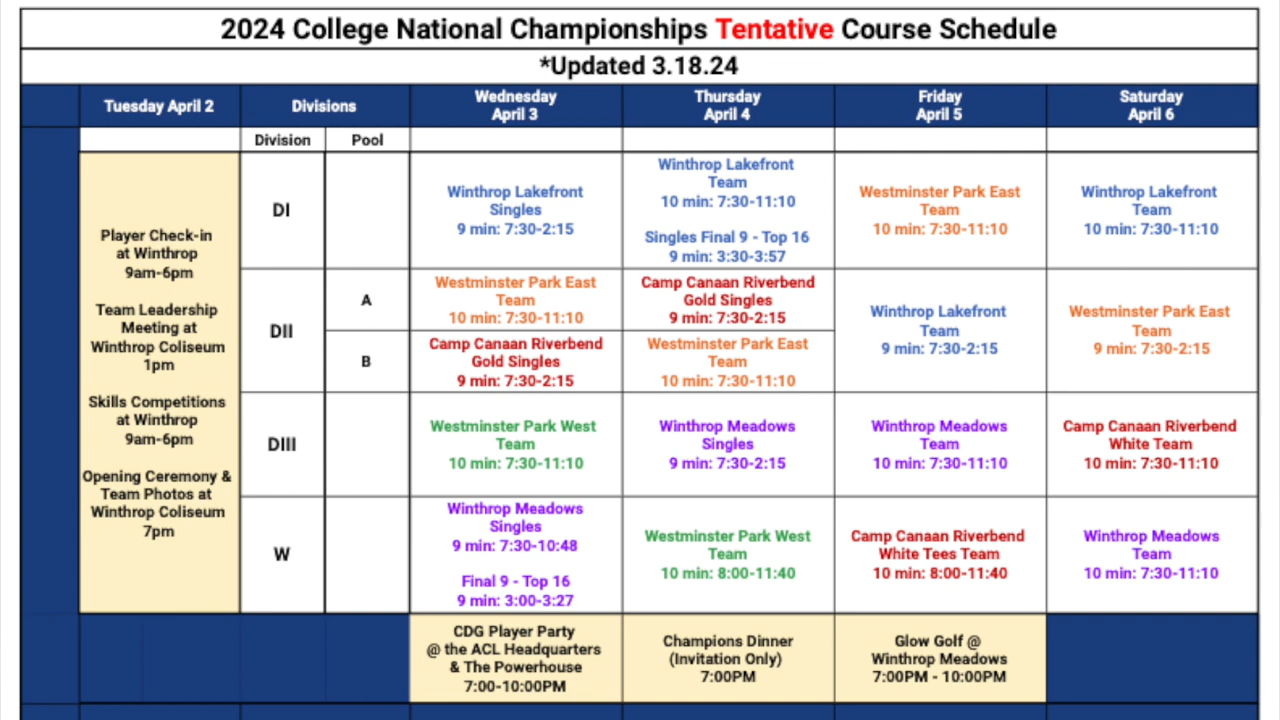 2024 College National Championships Tentative Course Schedule
*Updated 3.18.24
Tuesday April 2
Divisions
Wednesday
April 3
Thursday
April 4
Friday
April 5
Saturday
April 6
Division
Pool
Player Check-in
at Winthrop
9am-6pm
Team Leadership
Meeting at
Winthrop Coliseum
1pm
Skills Competitions
at Winthrop
9am-6pm
Opening Ceremony &
Team Photos at
Winthrop Coliseum
7pm
DI
Winthrop Lakefront
Singles
9 min: 7:30-2:15
Winthrop Lakefront
Team
10 min: 7:30-11:10
Singles Final 9 - Top 16
9 min: 3:30-3:57
Westminster Park East
Team
10 min: 7:30-11:10
Winthrop Lakefront
Team
10 min: 7:30-11:10
DII
A
Westminster Park East
Team
10 min: 7:30-11:10
Camp Canaan Riverbend
Gold Singles
9 min: 7:30-2:15
B
Camp Canaan Riverbend
Gold Singles
9 min: 7:30-2:15
Westminster Park East
Team
10 min: 7:30-11:10
Winthrop Lakefront
Team
9 min: 7:30-2:15
Westminster Park East
Team
9 min: 7:30-2:15
DIII
Westminster Park West
Team
10 min: 7:30-11:10
Winthrop Meadows
Singles
9 min: 7:30-2:15
Winthrop Meadows
Team
10 min: 7:30-11:10
Camp Canaan Riverbend
White Team
10 min: 7:30-11:10
W
Winthrop Meadows
Singles
9 min: 7:30-10:48
Final 9 - Top 16
9 min: 3:00-3:27
Westminster Park West
Team
10 min: 8:00-11:40
Camp Canaan Riverbend
White Tees Team
10 min: 8:00-11:40
Winthrop Meadows
Team
10 min: 7:30-11:10
CDG Player Party
@ the ACL Headquarters
& The Powerhouse
7:00-10:00PM
Champions Dinner
(Invitation Only)
7:00PM
Glow Golf @
Winthrop Meadows
7:00PM - 10:00PM